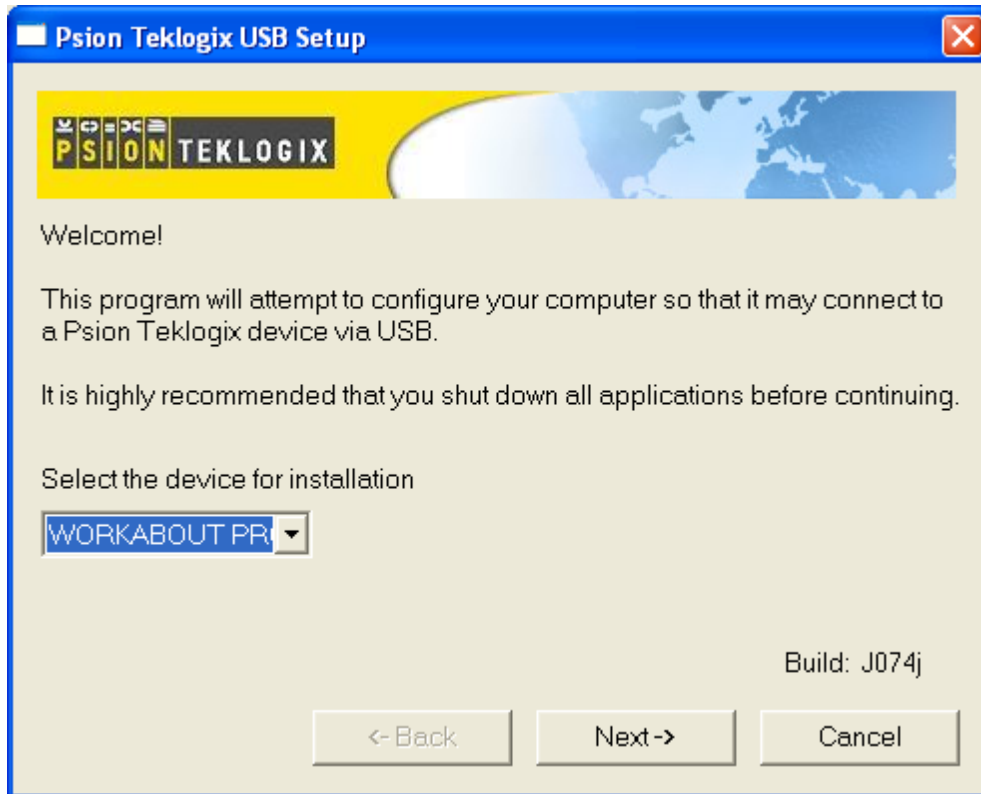 Psion Teklogix USB Setup
PSION TEKLOGIX
Welcome!
This program will attempt to configure your computer so that it may connect to
a Psion Teklogix device via USB.
It is highly recommended that you shut down all applications before continuing.
Select the device for installation
WORKABOUT PR
Build: J074j
<- Back
Next ->
Cancel